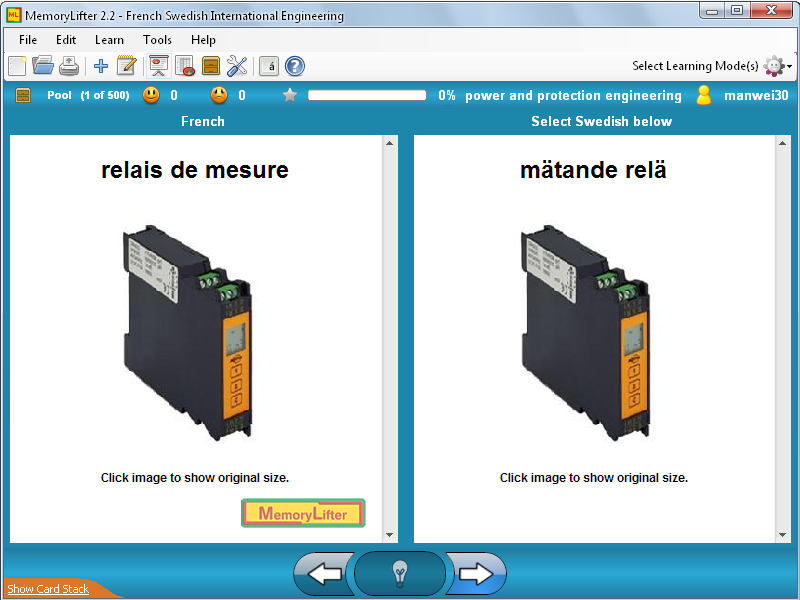 MemoryLifter 2.2 - French Swedish International Engineering
File Edit Learn Tools Help
Select Learning Mode(s)
Pool (1 of 500) 0 0 0% power and protection engineering manwei30
French
Select Swedish below
relais de mesure
mätande relä
Click image to show original size.
Click image to show original size.
MemoryLifter
Show Card Stack